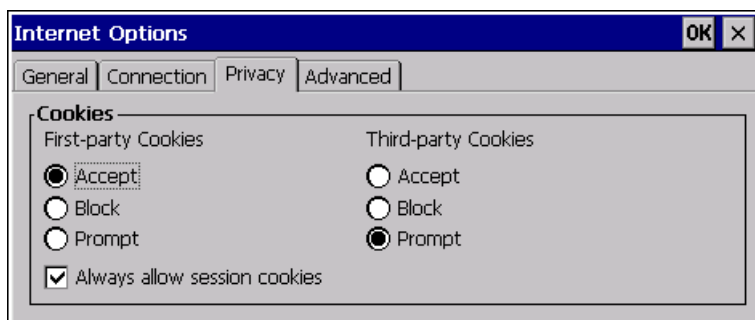 Internet Options OK
General Connection Privacy Advanced
Cookies
First-party Cookies Third-party Cookies
Accept Accept
Block Block
Prompt Prompt
Always allow session cookies